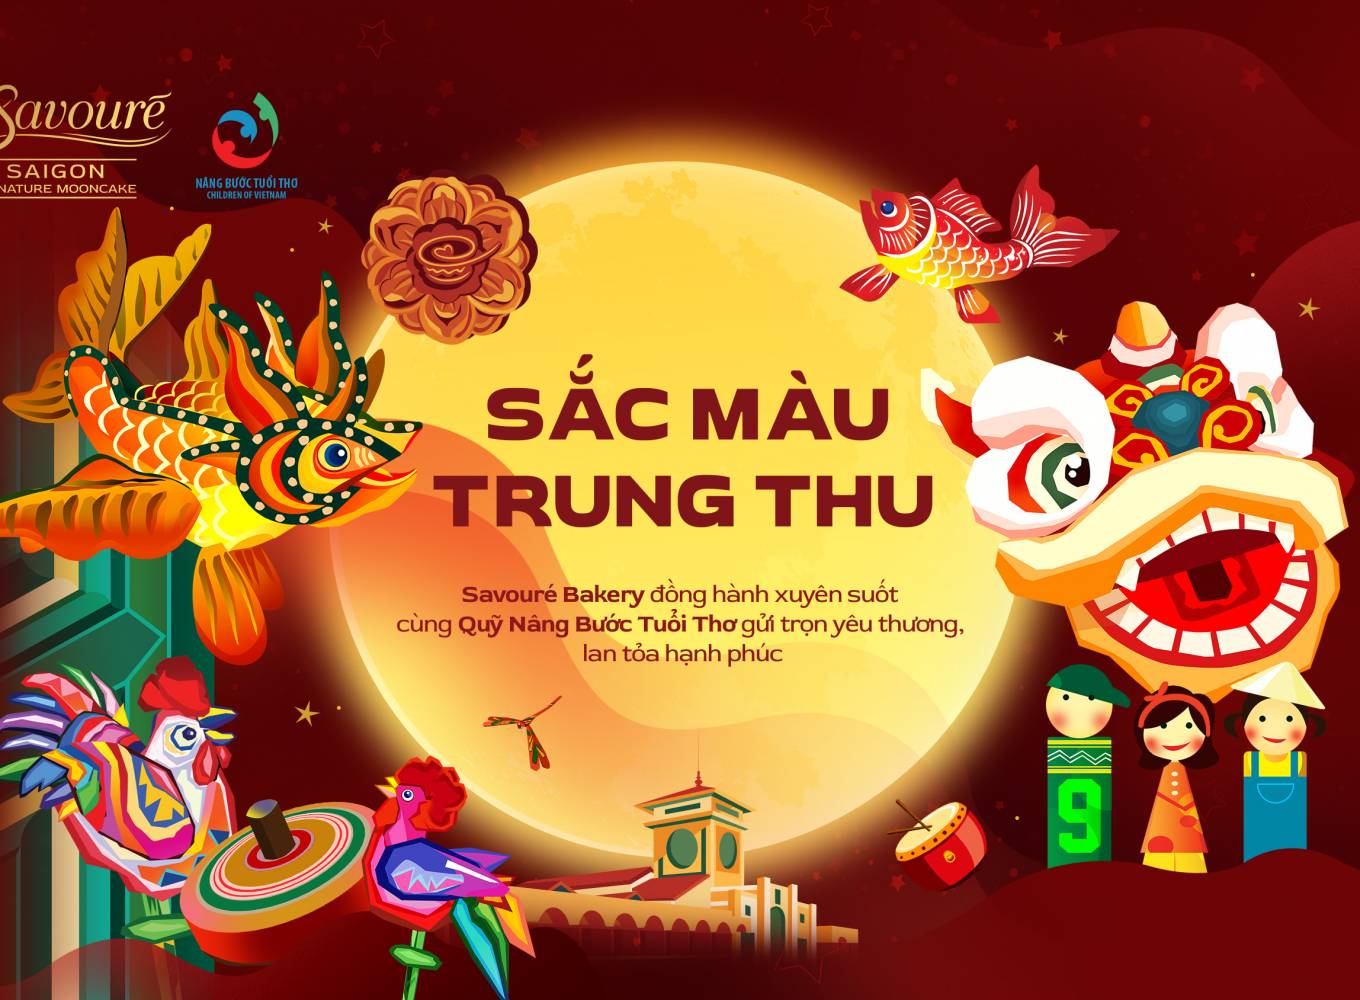 Savouré
SAIGON
NATURE MOONCAKE
NÂNG BƯỚC TUỔI THƠ
CHILDREN OF VIETNAM
SẮC MÀU
TRUNG THU
Savouré Bakery đồng hành xuyên suốt
cùng Quỹ Nâng Bước Tuổi Thơ gửi trọn yêu thương,
lan tỏa hạnh phúc
9